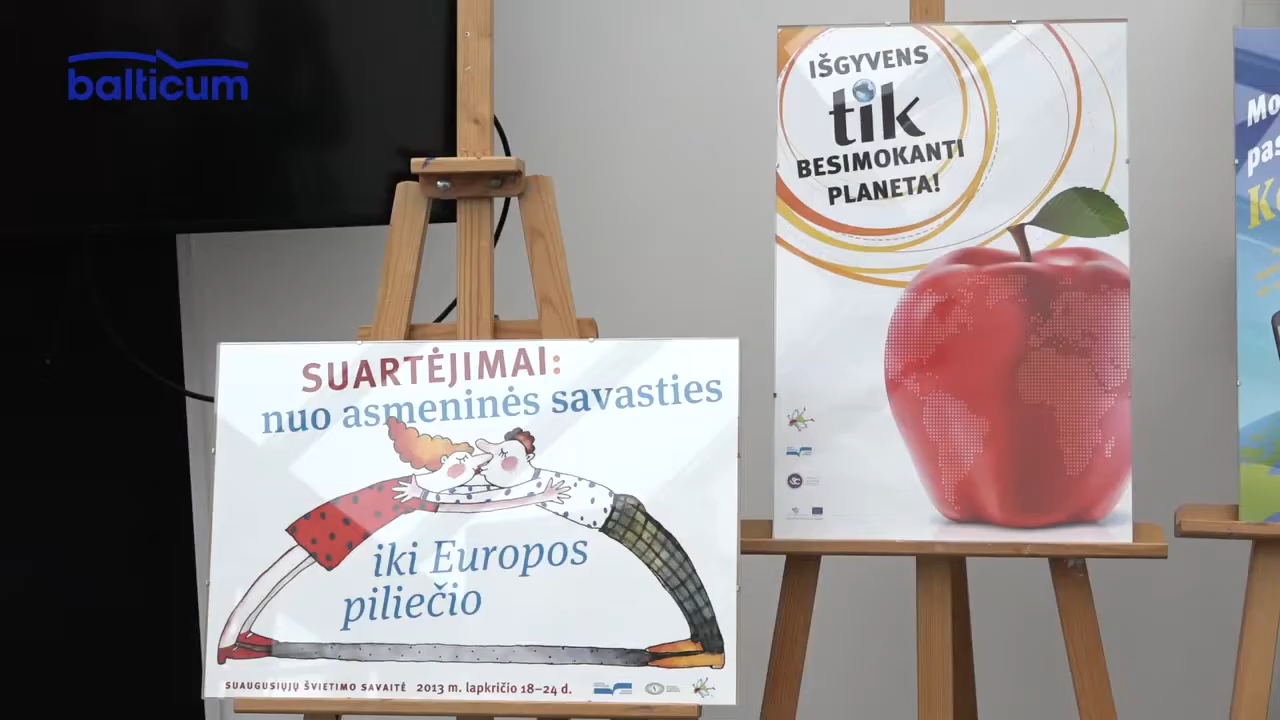 balticum
IŠGYVENS
tik
BESIMOKANTI
PLANETA!
SUARTĖJIMAI:
nuo asmeninės savasties
iki Europos
piliečio
SUAUGUSIŲJŲ ŠVIETIMO SAVAITĖ 2013 m. lapkričio 18–24 d.